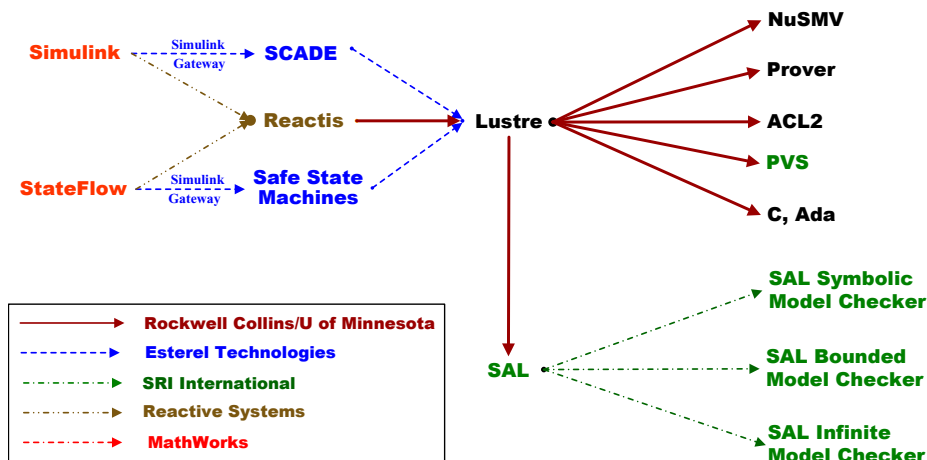 NuSMV
Simulink
Simulink
Gateway
SCADE
Prover
Reactis
Lustre
ACL2
PVS
StateFlow
Simulink
Gateway
Safe State
Machines
C, Ada
SAL Symbolic
Model Checker
SAL
SAL Bounded
Model Checker
SAL Infinite
Model Checker
Rockwell Collins/U of Minnesota
Esterel Technologies
SRI International
Reactive Systems
MathWorks